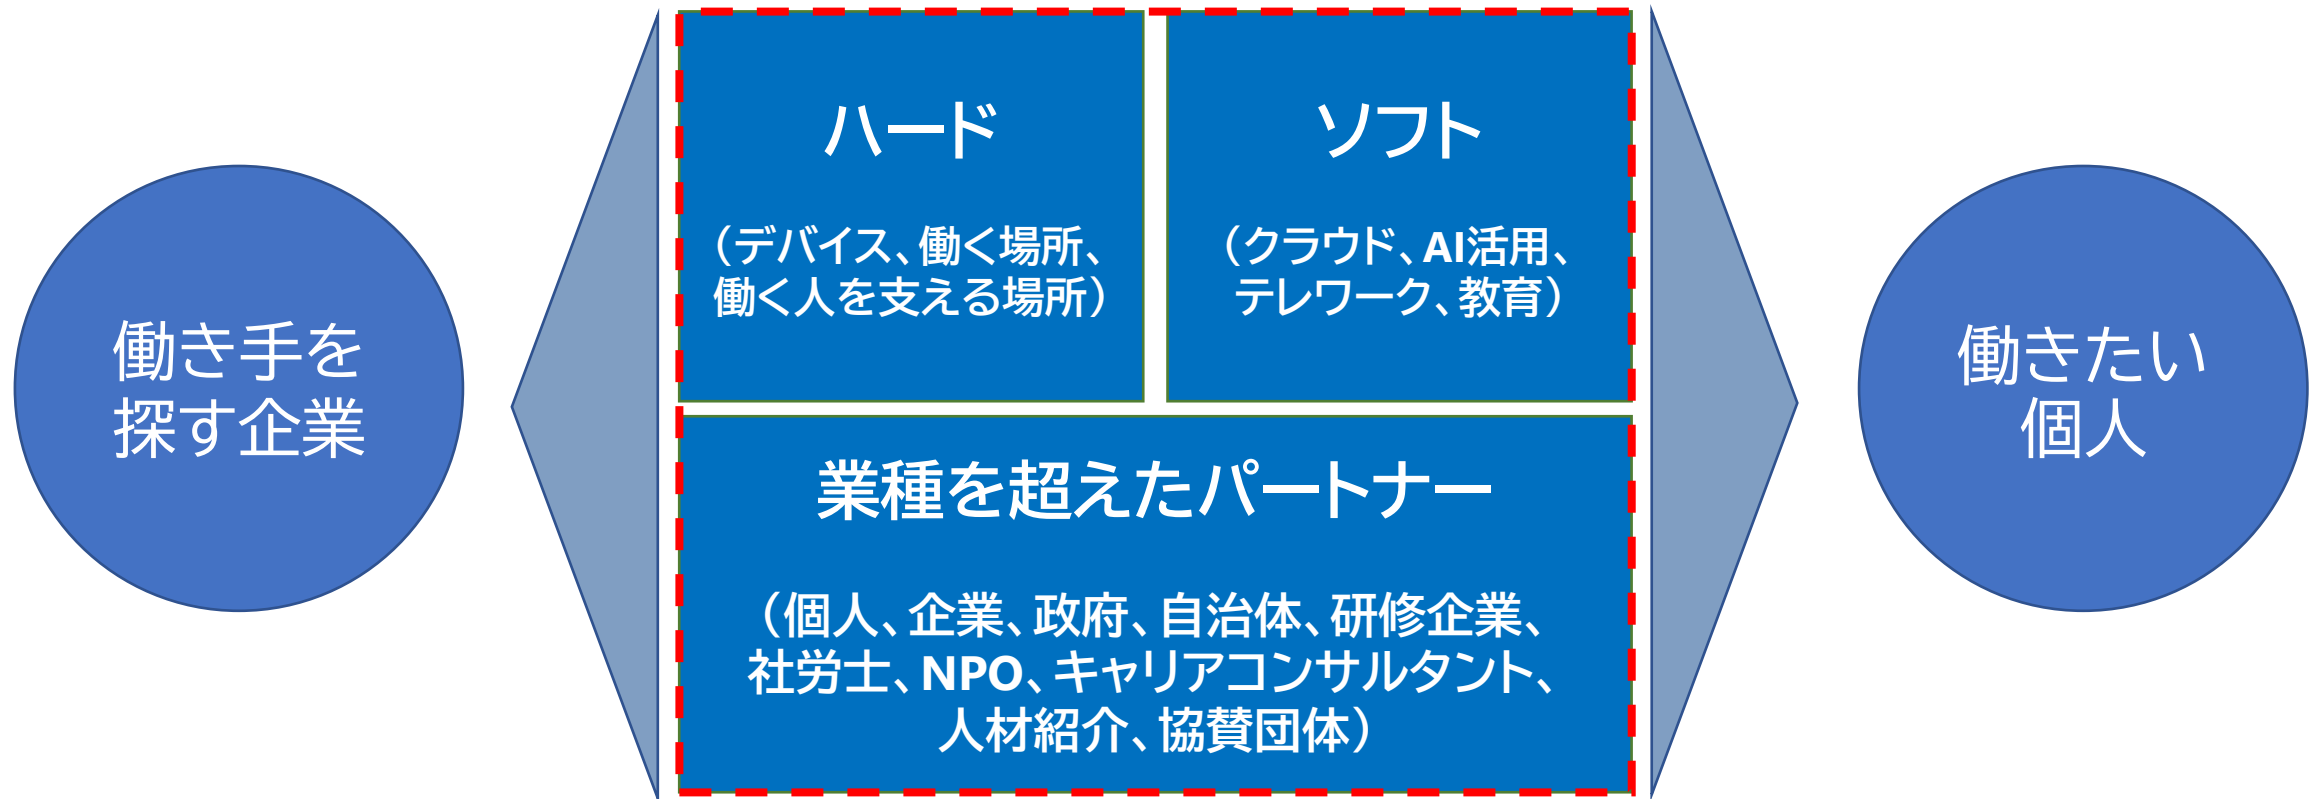 働き手を
探す企業
ハード
（デバイス、働く場所、
働く人を支える場所）
ソフト
（クラウド、AI活用、
テレワーク、教育）
業種を超えたパートナー
（個人、企業、政府、自治体、研修企業、
社労士、NPO、キャリアコンサルタント、
人材紹介、協賛団体）
働きたい
個人